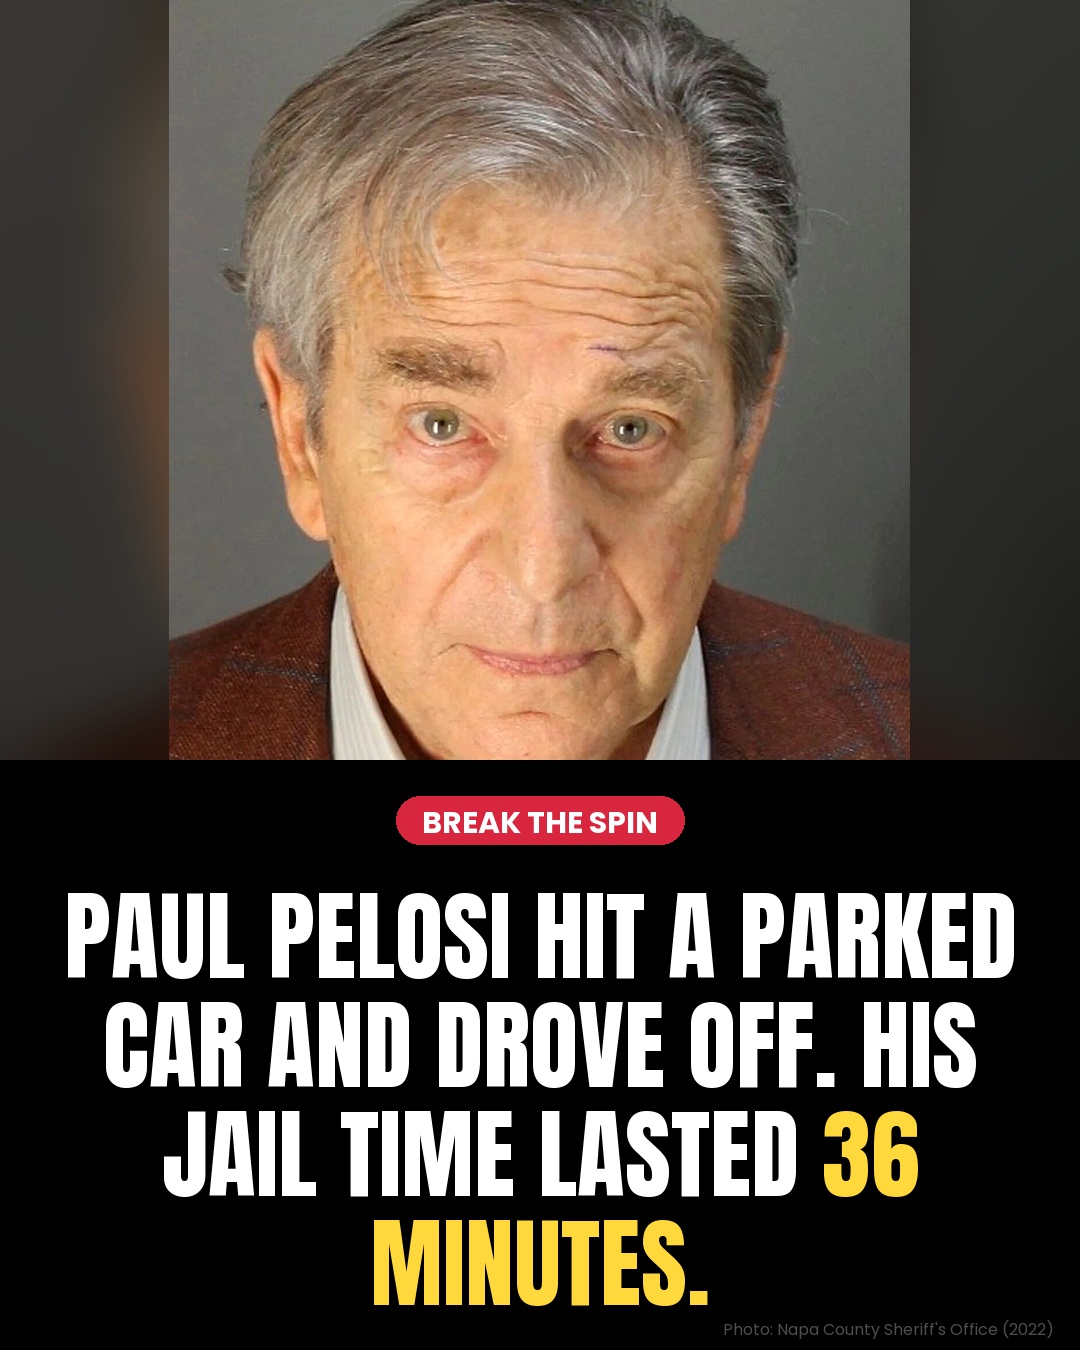 BREAK THE SPIN
PAUL PELOSI HIT A PARKED
CAR AND DROVE OFF. HIS
JAIL TIME LASTED 36
MINUTES.
Photo: Napa County Sheriff's Office (2022)